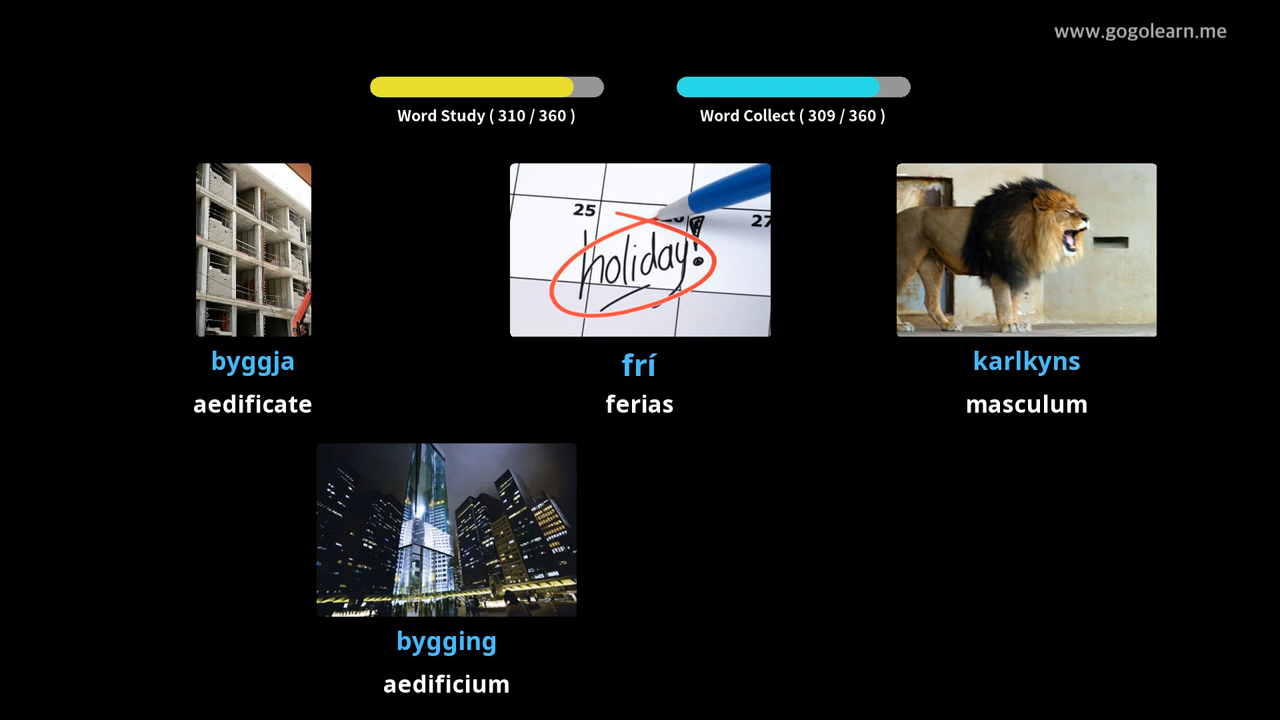 www.gogolearn.me
Word Study ( 310 / 360 )
Word Collect ( 309 / 360 )
25
27
holiday!
byggja
frí
karlkyns
aedificate
ferias
masculum
bygging
aedificium